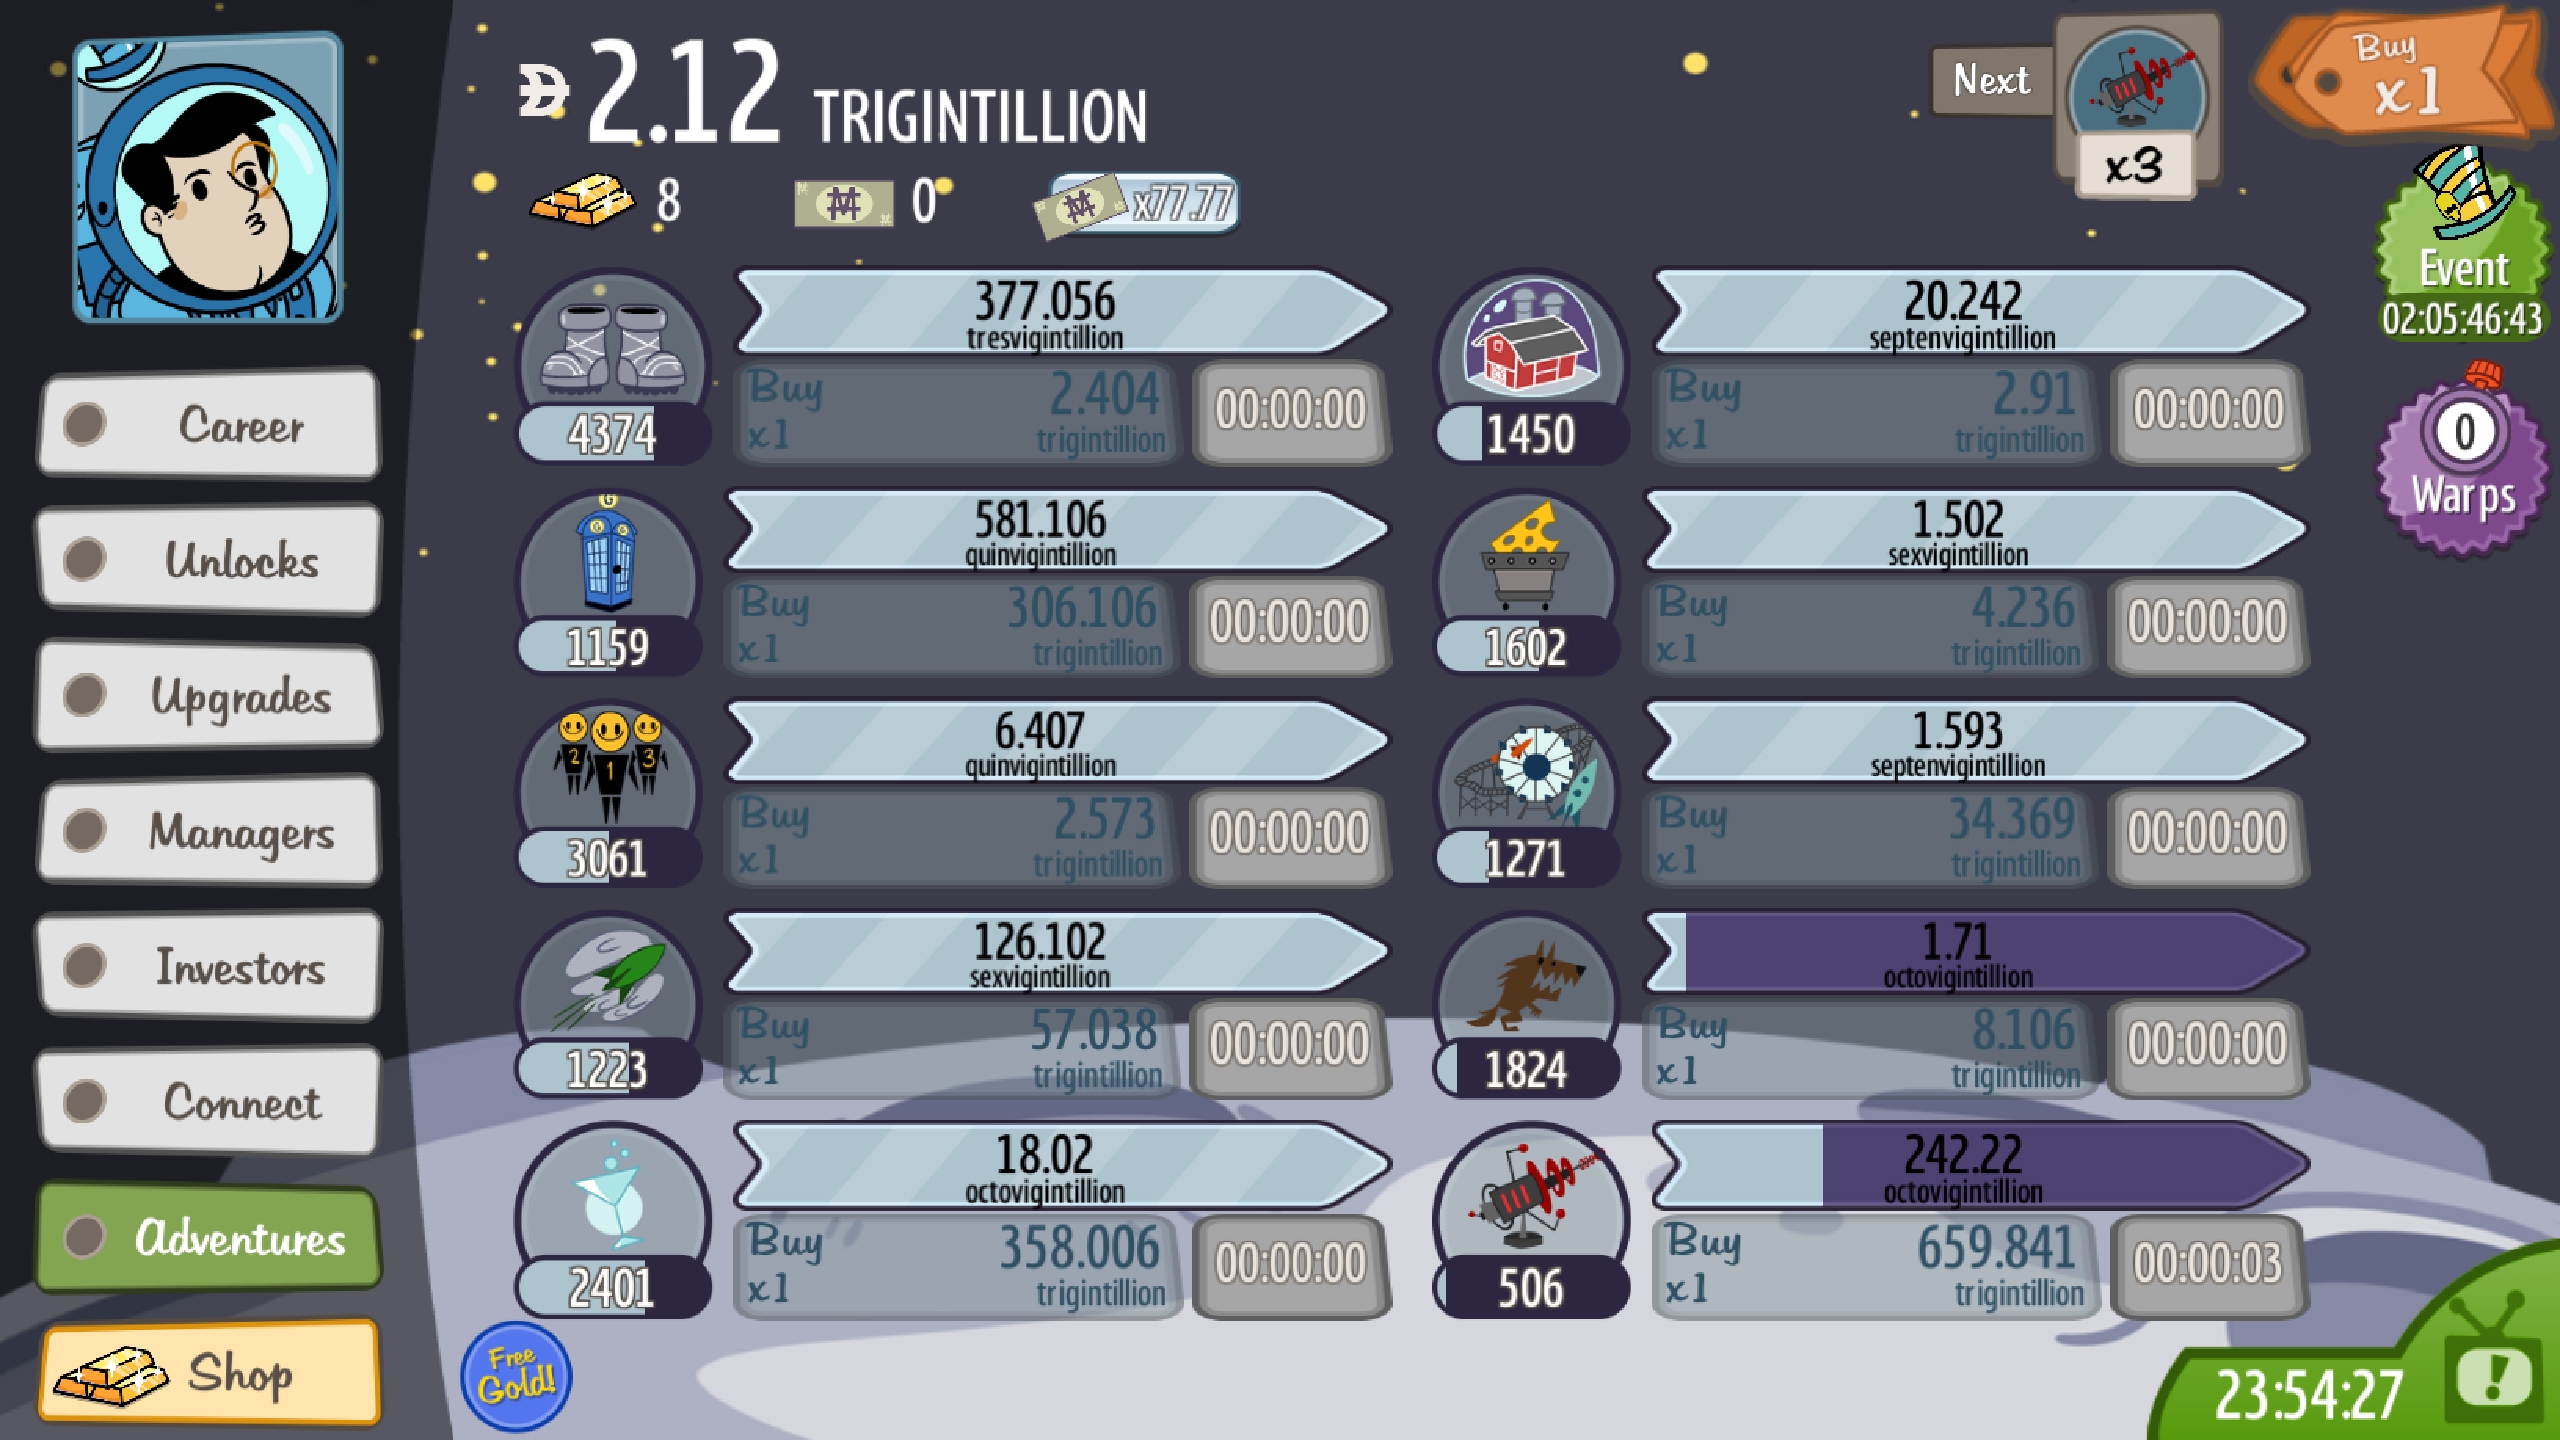 2.12 TRIGINTILLION
Next
x3
Buy
x1
8
0
x77.77
Event
02:05:46:43
0
Warps
Career
Unlocks
Upgrades
Managers
Investors
Connect
Adventures
Shop
377.056
tresvigintillion
4374
Buy
x1
2.404
trigintillion
00:00:00
20.242
septenvigintillion
1450
Buy
x1
2.91
trigintillion
00:00:00
G
581.106
quinvigintillion
1159
Buy
x1
306.106
trigintillion
00:00:00
1.502
sexvigintillion
1602
Buy
x1
4.236
trigintillion
00:00:00
2 1 3
6.407
quinvigintillion
3061
Buy
x1
2.573
trigintillion
00:00:00
1.593
septenvigintillion
1271
Buy
x1
34.369
trigintillion
00:00:00
126.102
sexvigintillion
1223
Buy
x1
57.038
trigintillion
00:00:00
1.71
octovigintillion
1824
Buy
x1
8.106
trigintillion
00:00:00
18.02
octovigintillion
2401
Buy
x1
358.006
trigintillion
00:00:00
242.22
octovigintillion
506
Buy
x1
659.841
trigintillion
00:00:03
Free
Gold!
23:54:27
!